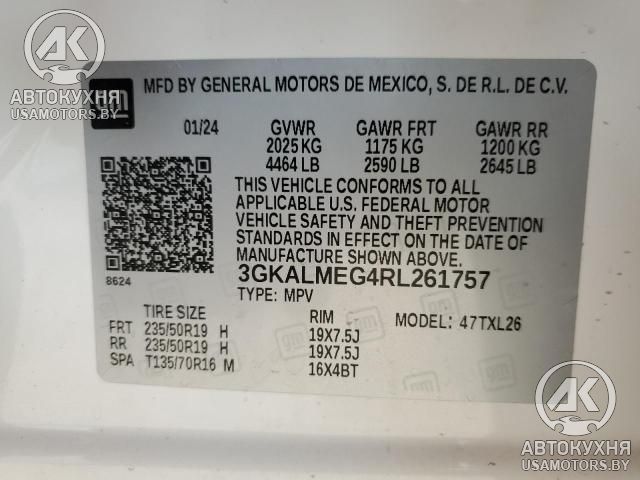 АВТОКУХНЯ
USAMOTORS.BY
gm
MFD BY GENERAL MOTORS DE MEXICO, S. DE R.L. DE C.V.
01/24 GVWR GAWR FRT GAWR RR
2025 KG 1175 KG 1200 KG
4464 LB 2590 LB 2645 LB
THIS VEHICLE CONFORMS TO ALL
APPLICABLE U.S. FEDERAL MOTOR
VEHICLE SAFETY AND THEFT PREVENTION
STANDARDS IN EFFECT ON THE DATE OF
MANUFACTURE SHOWN ABOVE.
8624 3GKALMEG4RL261757
TYPE: MPV
TIRE SIZE RIM MODEL: 47TXL26
FRT 235/50R19 H 19X7.5J
RR 235/50R19 H 19X7.5J
SPA T135/70R16 M 16X4BT
АВТОКУХНЯ
USAMOTORS.BY